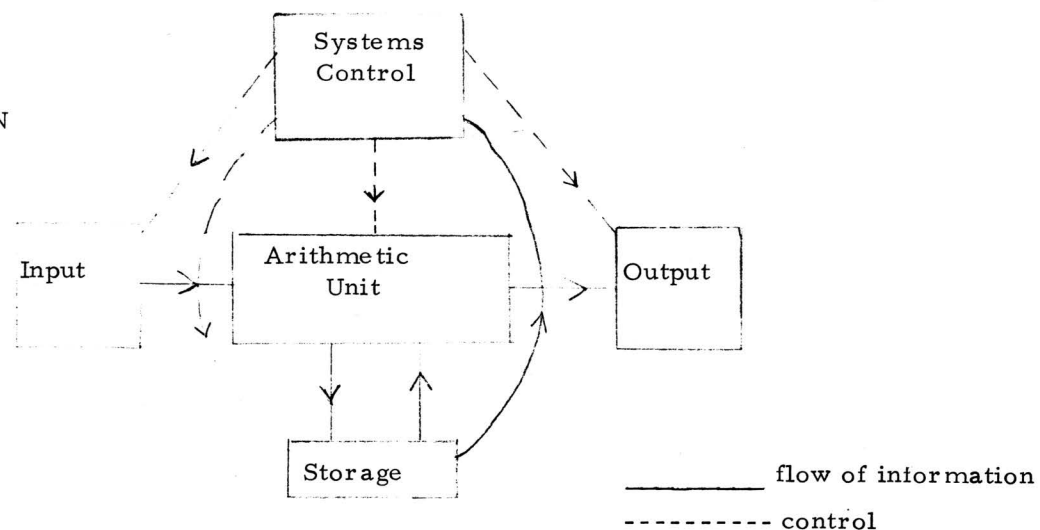 Systems
Control
N
Input
Arithmetic
Unit
Output
Storage
flow of information
control